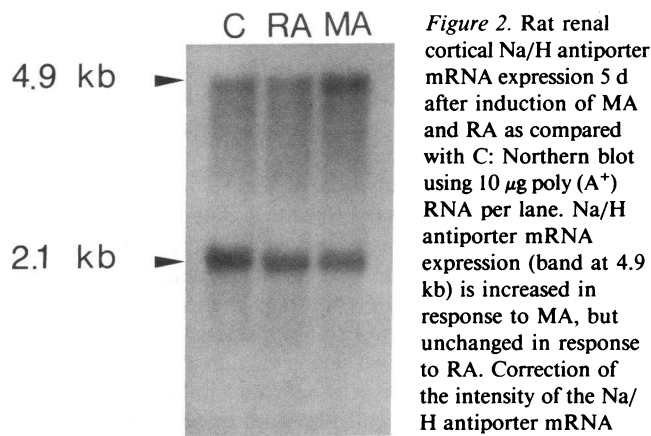 C RA MA
4.9 kb
2.1 kb
Figure 2. Rat renal
cortical Na/H antiporter
mRNA expression 5 d
after induction of MA
and RA as compared
with C: Northern blot
using 10 μg poly (A⁺)
RNA per lane. Na/H
antiporter mRNA
expression (band at 4.9
kb) is increased in
response to MA, but
unchanged in response
to RA. Correction of
the intensity of the Na/
H antiporter mRNA